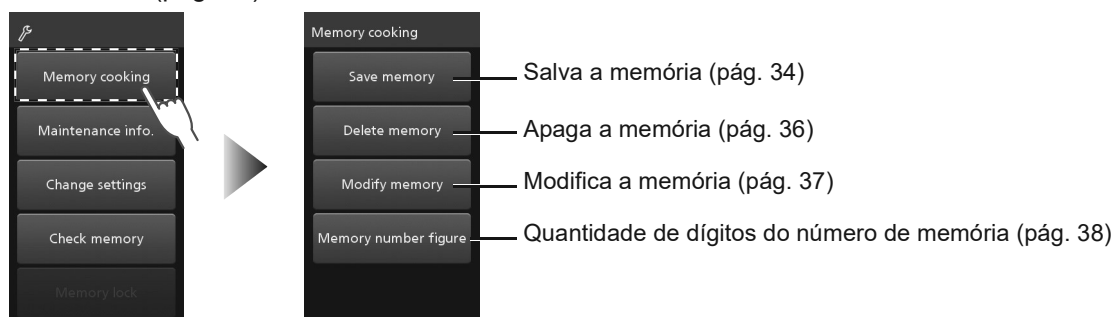 Memory cooking
Maintenance info.
Change settings
Check memory
Memory lock
Memory cooking
Save memory
Delete memory
Modify memory
Memory number figure
Salva a memória (pág. 34)
Apaga a memória (pág. 36)
Modifica a memória (pág. 37)
Quantidade de dígitos do número de memória (pág. 38)